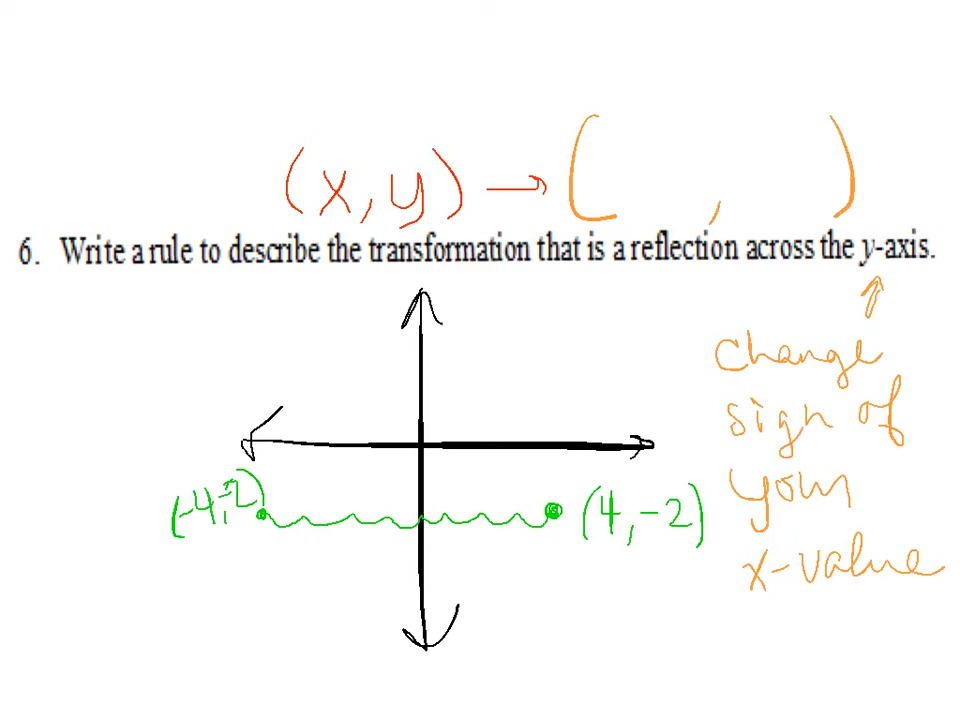 (x, y) → ( , )
6. Write a rule to describe the transformation that is a reflection across the y-axis.
change
sign of
your
x-value
(-4, -2)
(4, -2)